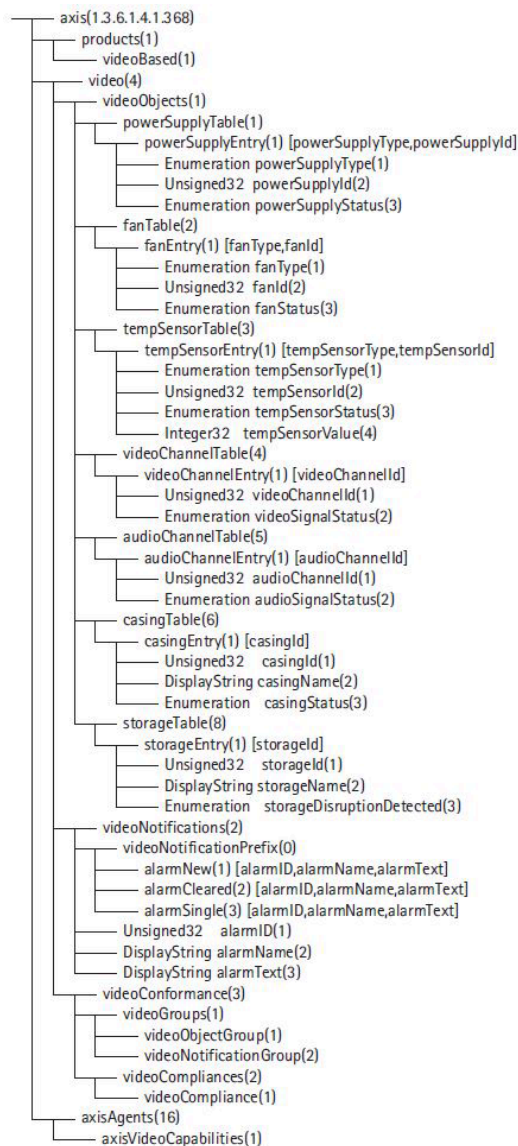 axis(1.3.6.1.4.1.368)
products(1)
videoBased(1)
video(4)
videoObjects(1)
powerSupplyTable(1)
powerSupplyEntry(1) [powerSupplyType,powerSupplyId]
Enumeration powerSupplyType(1)
Unsigned32 powerSupplyId(2)
Enumeration powerSupplyStatus(3)
fanTable(2)
fanEntry(1) [fanType,fanId]
Enumeration fanType(1)
Unsigned32 fanId(2)
Enumeration fanStatus(3)
tempSensorTable(3)
tempSensorEntry(1) [tempSensorType,tempSensorId]
Enumeration tempSensorType(1)
Unsigned32 tempSensorId(2)
Enumeration tempSensorStatus(3)
Integer32 tempSensorValue(4)
videoChannelTable(4)
videoChannelEntry(1) [videoChannelId]
Unsigned32 videoChannelId(1)
Enumeration videoSignalStatus(2)
audioChannelTable(5)
audioChannelEntry(1) [audioChannelId]
Unsigned32 audioChannelId(1)
Enumeration audioSignalStatus(2)
casingTable(6)
casingEntry(1) [casingId]
Unsigned32 casingId(1)
DisplayString casingName(2)
Enumeration casingStatus(3)
storageTable(8)
storageEntry(1) [storageId]
Unsigned32 storageId(1)
DisplayString storageName(2)
Enumeration storageDisruptionDetected(3)
videoNotifications(2)
videoNotificationPrefix(0)
alarmNew(1) [alarmID,alarmName,alarmText]
alarmCleared(2) [alarmID,alarmName,alarmText]
alarmSingle(3) [alarmID,alarmName,alarmText]
Unsigned32 alarmID(1)
DisplayString alarmName(2)
DisplayString alarmText(3)
videoConformance(3)
videoGroups(1)
videoObjectGroup(1)
videoNotificationGroup(2)
videoCompliances(2)
videoCompliance(1)
axisAgents(16)
axisVideoCapabilities(1)